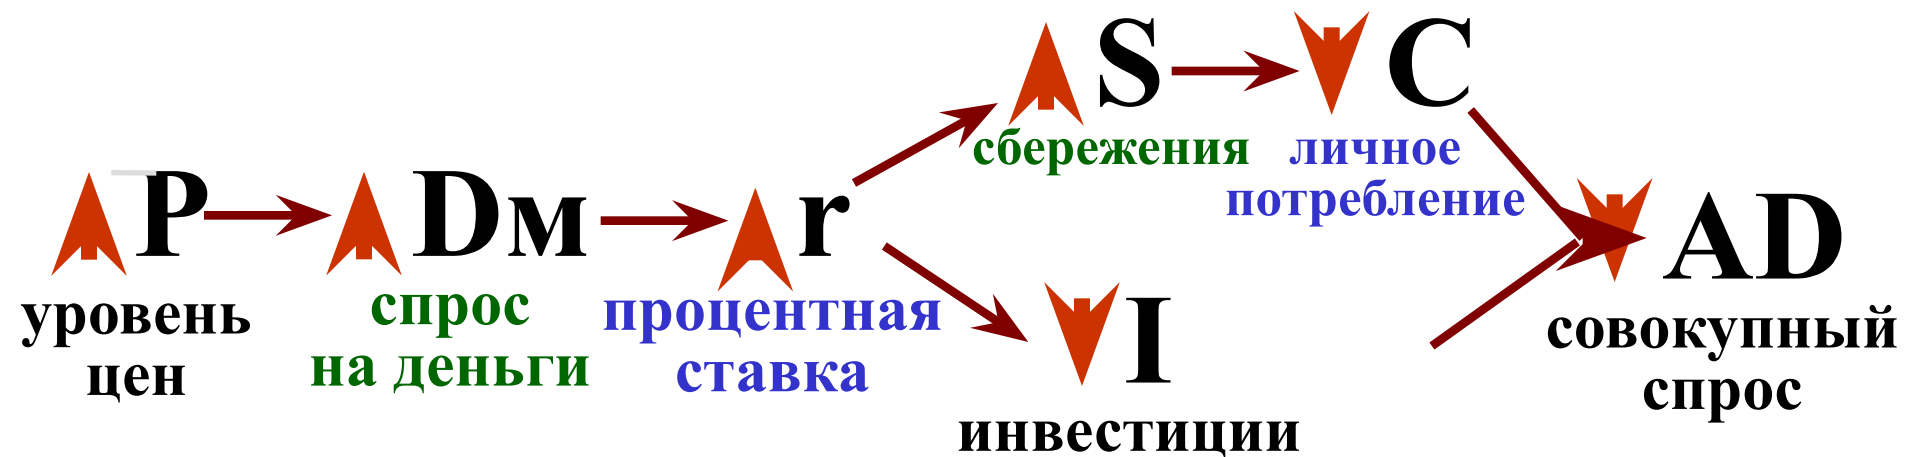 P
уровень
цен
Dм
спрос
на деньги
r
процентная
ставка
S
сбережения
C
личное
потребление
I
инвестиции
AD
совокупный
спрос